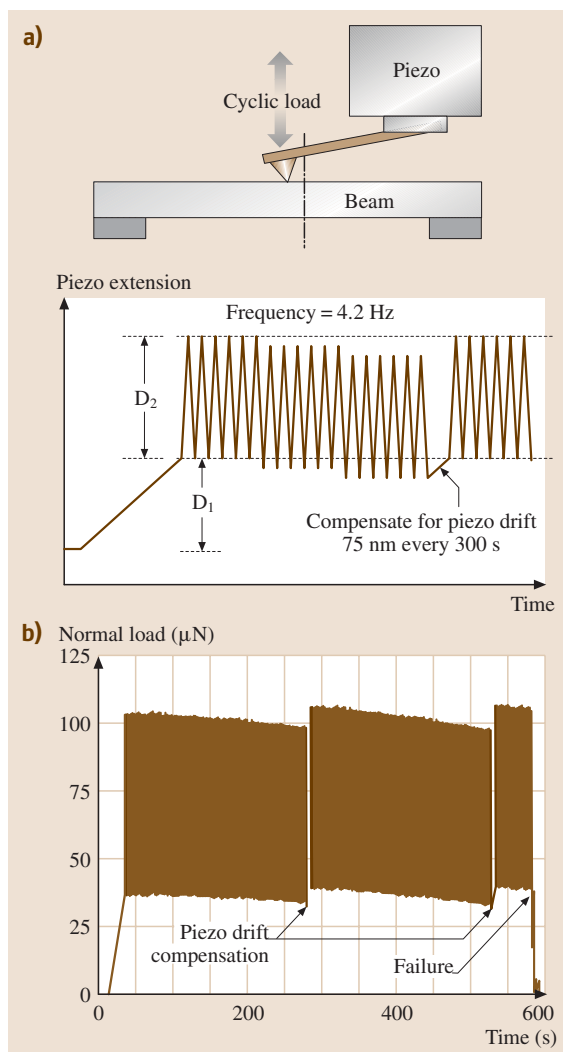 a)
Piezo
Cyclic load
Beam
Piezo extension
Frequency = 4.2 Hz
D2
D1
Compensate for piezo drift
75 nm every 300 s
Time
b) Normal load (μN)
125
100
75
50
25
0
Piezo drift
compensation
Failure
0 200 400 600
Time (s)